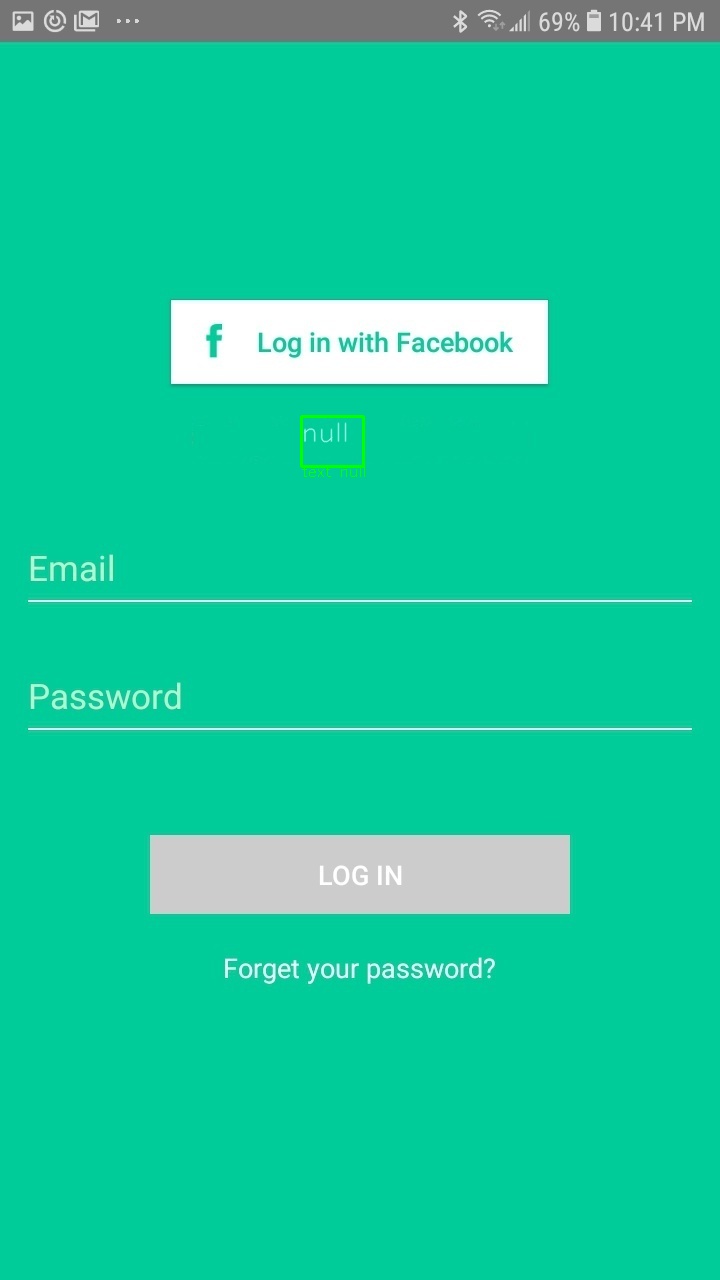 69% 10:41 PM
f Log in with Facebook
null
text: null
Email
Password
LOG IN
Forget your password?